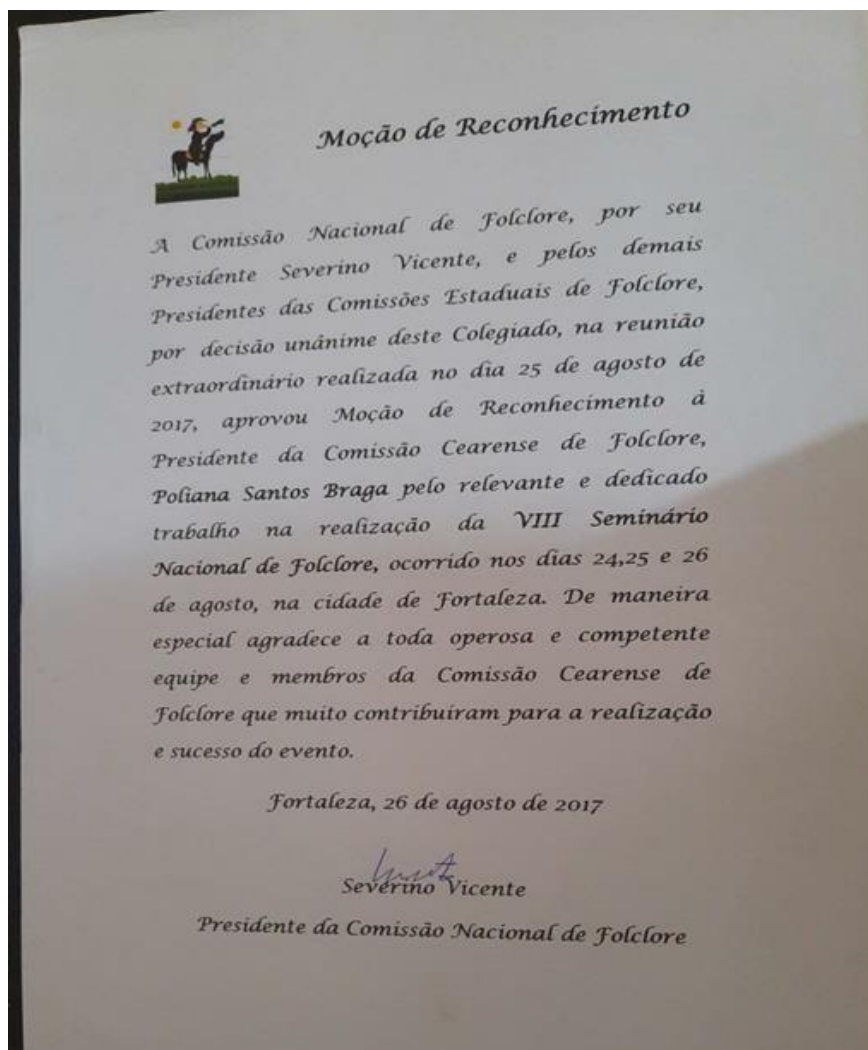 Moção de Reconhecimento
A Comissão Nacional de Folclore, por seu
Presidente Severino Vicente, e pelos demais
Presidentes das Comissões Estaduais de Folclore,
por decisão unânime deste Colegiado, na reunião
extraordinário realizada no dia 25 de agosto de
2017, aprovou Moção de Reconhecimento à
Presidente da Comissão Cearense de Folclore,
Poliana Santos Braga pelo relevante e dedicado
trabalho na realização da VIII Seminário
Nacional de Folclore, ocorrido nos dias 24,25 e 26
de agosto, na cidade de Fortaleza. De maneira
especial agradece a toda operosa e competente
equipe e membros da Comissão Cearense de
Folclore que muito contribuíram para a realização
e sucesso do evento.
Fortaleza, 26 de agosto de 2017
Severino Vicente
Presidente da Comissão Nacional de Folclore